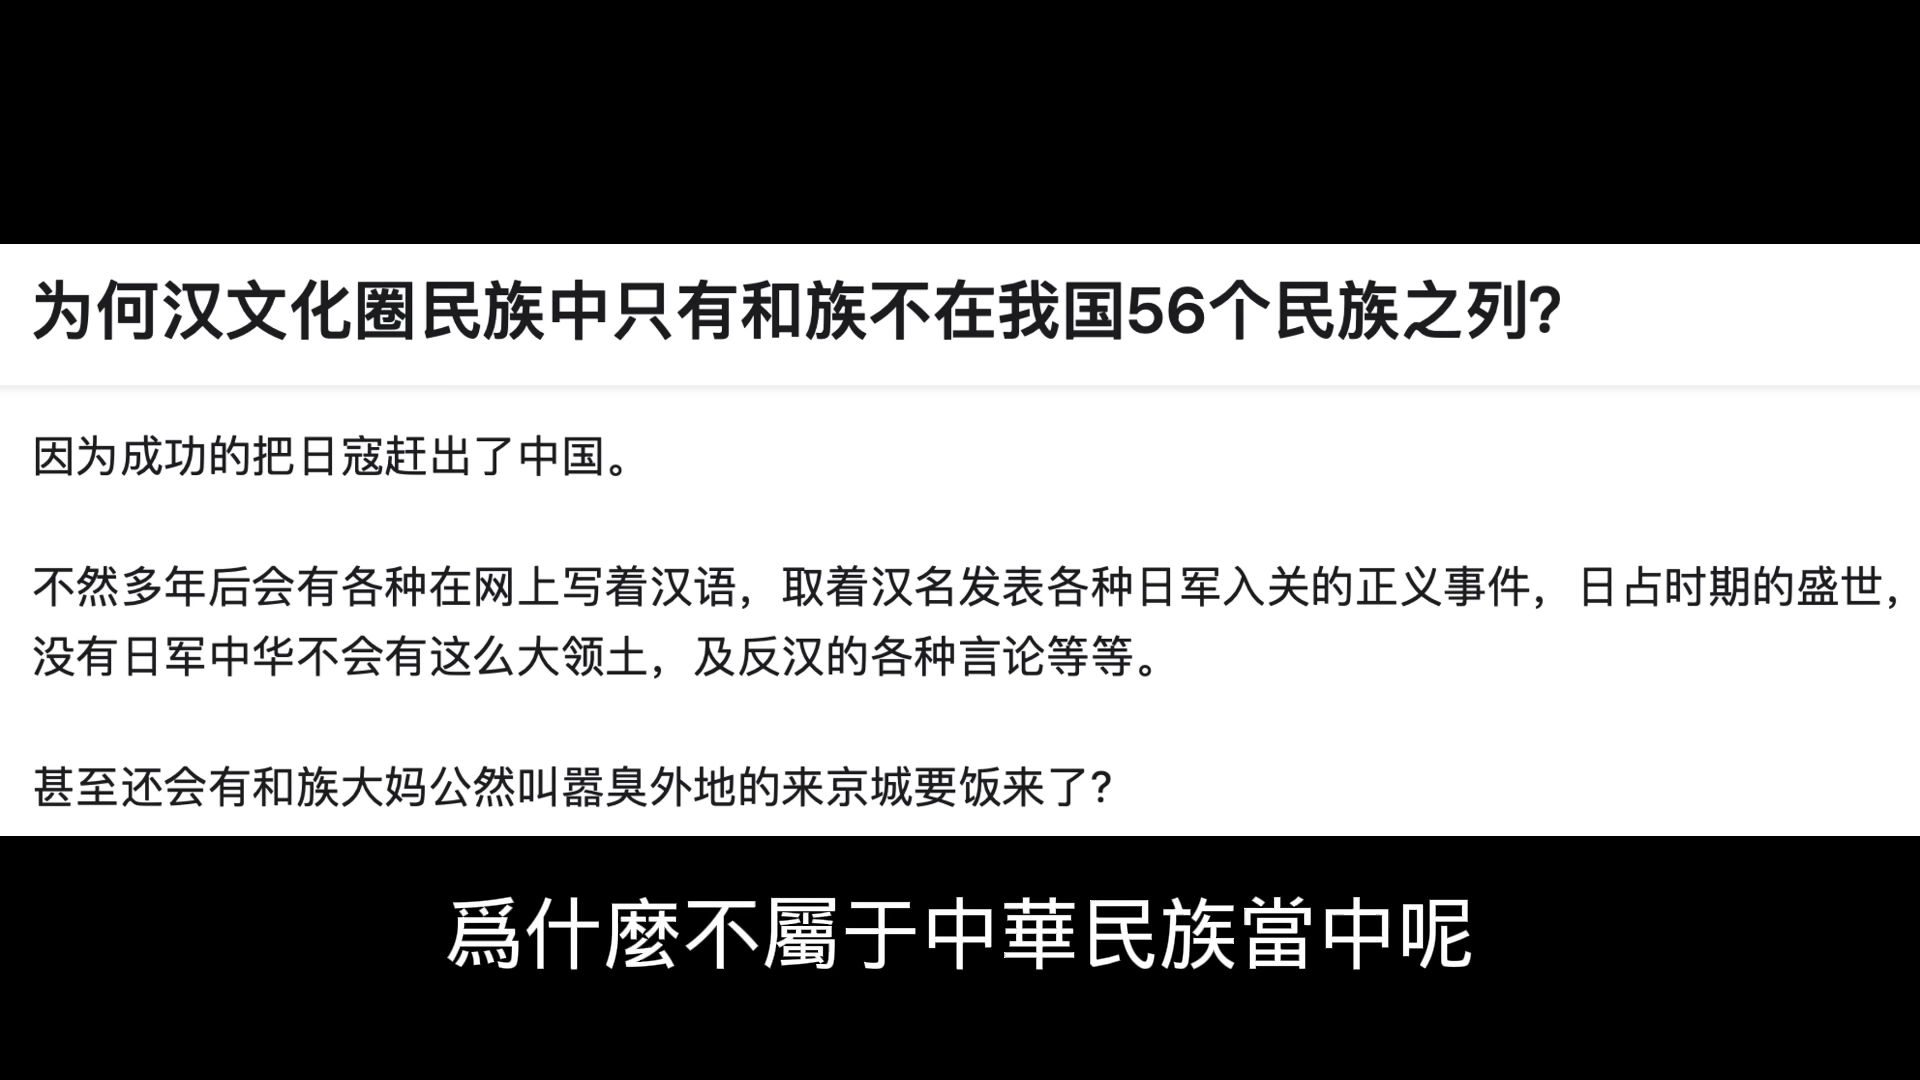 为何汉文化圈民族中只有和族不在我国56个民族之列?
因为成功的把日寇赶出了中国。
不然多年后会有各种在网上写着汉语，取着汉名发表各种日军入关的正义事件，日占时期的盛世，
没有日军中华不会有这么大领土，及反汉的各种言论等等。
甚至还会有和族大妈公然叫嚣臭外地的来京城要饭来了?
爲什麽不屬于中華民族當中呢